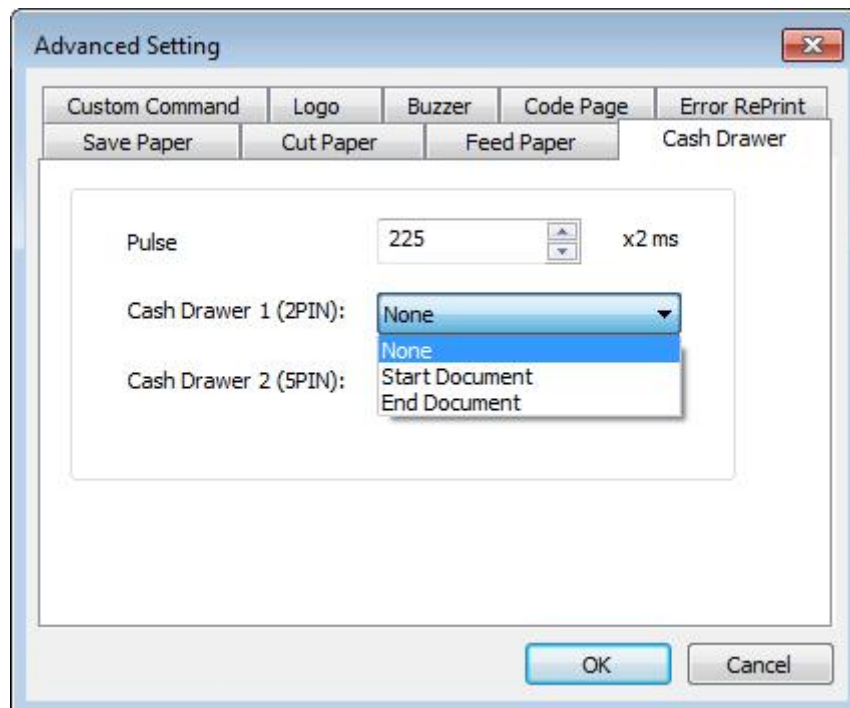 Advanced Setting
Custom Command Logo Buzzer Code Page Error RePrint
Save Paper Cut Paper Feed Paper Cash Drawer
Pulse 225 x2 ms
Cash Drawer 1 (2PIN): None
None
Cash Drawer 2 (5PIN): Start Document
End Document
OK Cancel